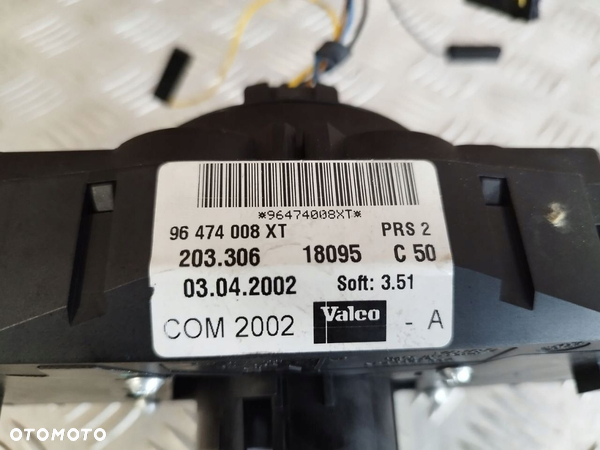 *96474008XT*
96 474 008 XT PRS 2
203.306 18095 C 50
03.04.2002 Soft: 3.51
COM 2002 Valeo - A
OTOMOTO